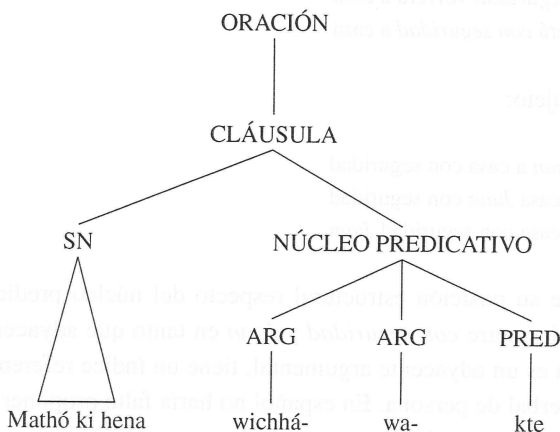 ORACIÓN
CLÁUSULA
SN NÚCLEO PREDICATIVO
ARG ARG PRED
Mathó ki hena wichhá- wa- kte